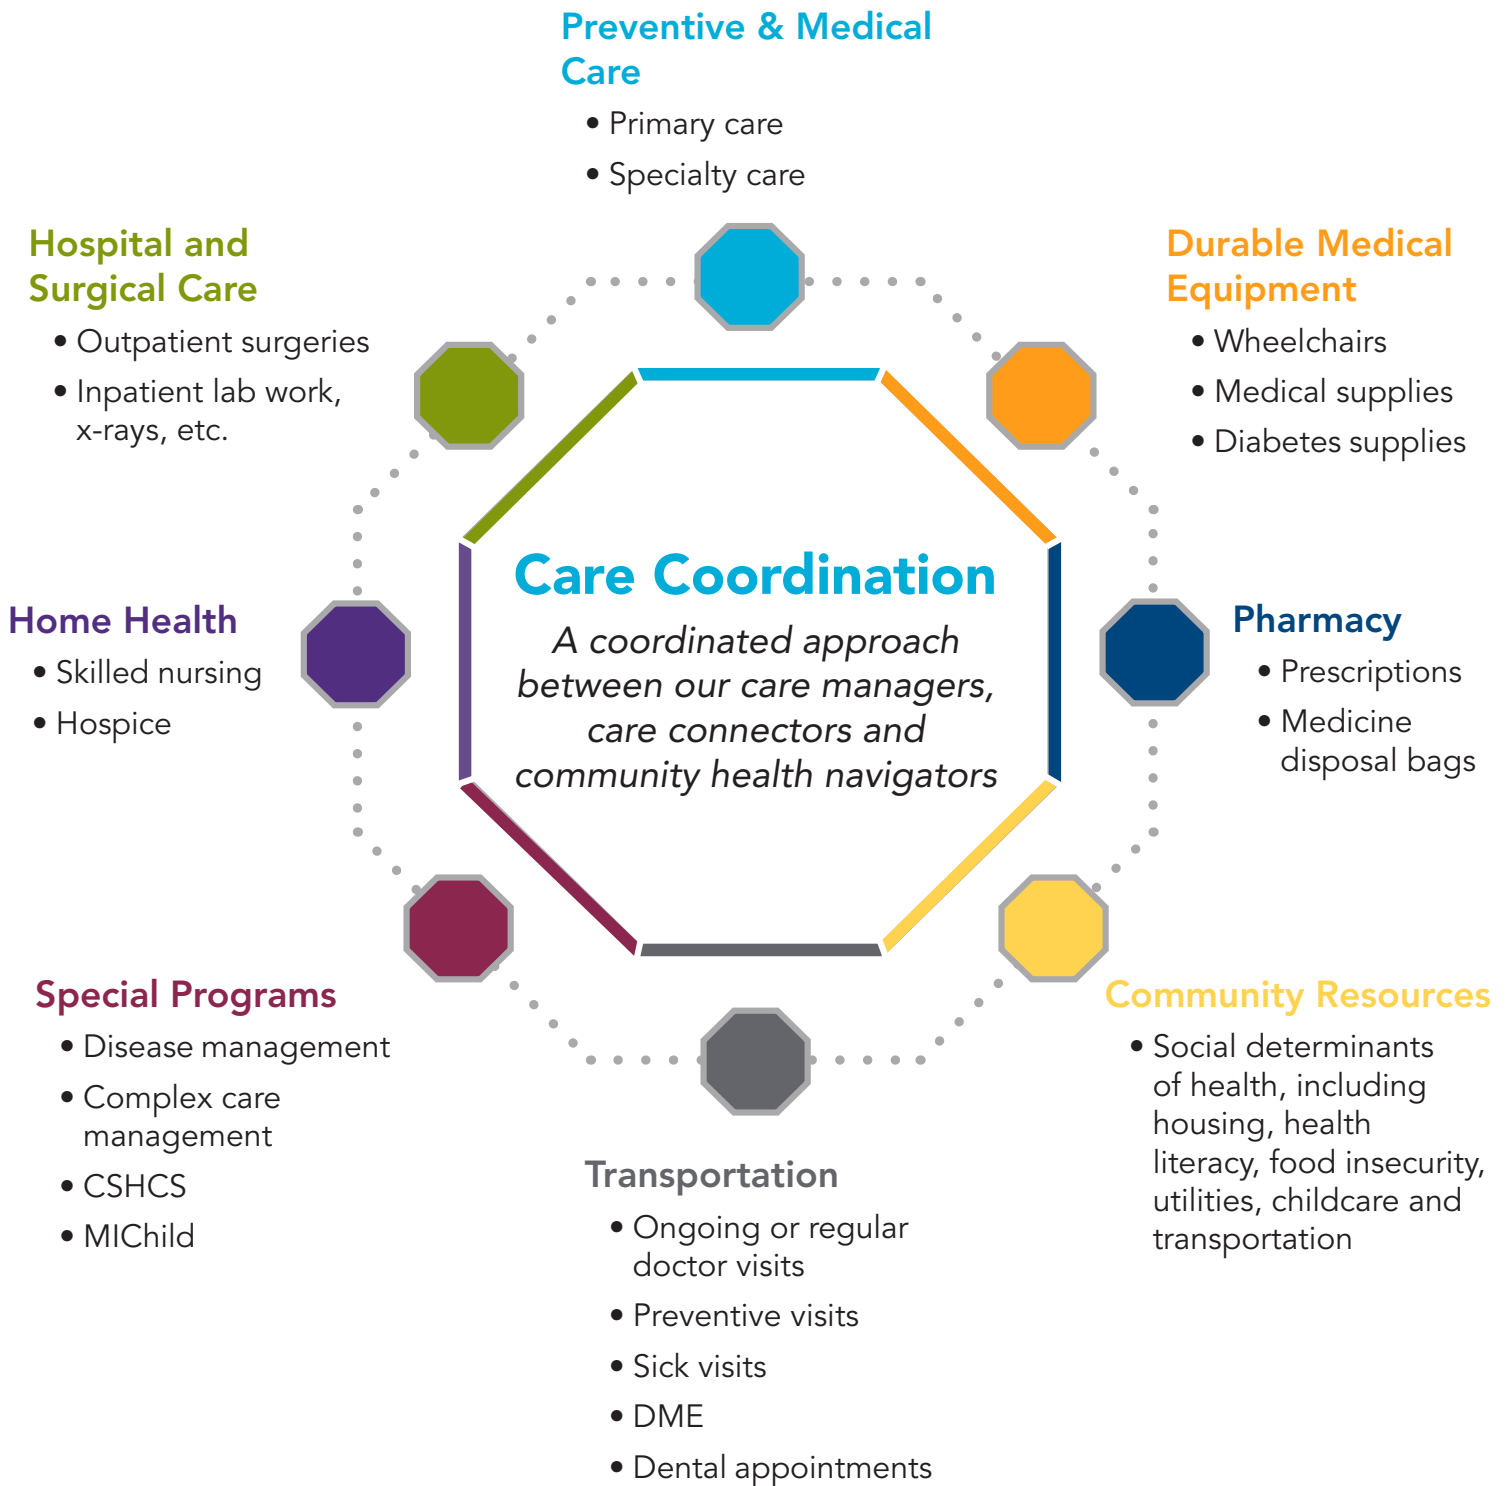 Preventive & Medical
Care
• Primary care
• Specialty care
Hospital and
Surgical Care
• Outpatient surgeries
• Inpatient lab work,
x-rays, etc.
Durable Medical
Equipment
• Wheelchairs
• Medical supplies
• Diabetes supplies
Care Coordination
A coordinated approach
between our care managers,
care connectors and
community health navigators
Home Health
• Skilled nursing
• Hospice
Pharmacy
• Prescriptions
• Medicine
disposal bags
Special Programs
• Disease management
• Complex care
management
• CSHCS
• MIChild
Community Resources
• Social determinants
of health, including
housing, health
literacy, food insecurity,
utilities, childcare and
transportation
Transportation
• Ongoing or regular
doctor visits
• Preventive visits
• Sick visits
• DME
• Dental appointments